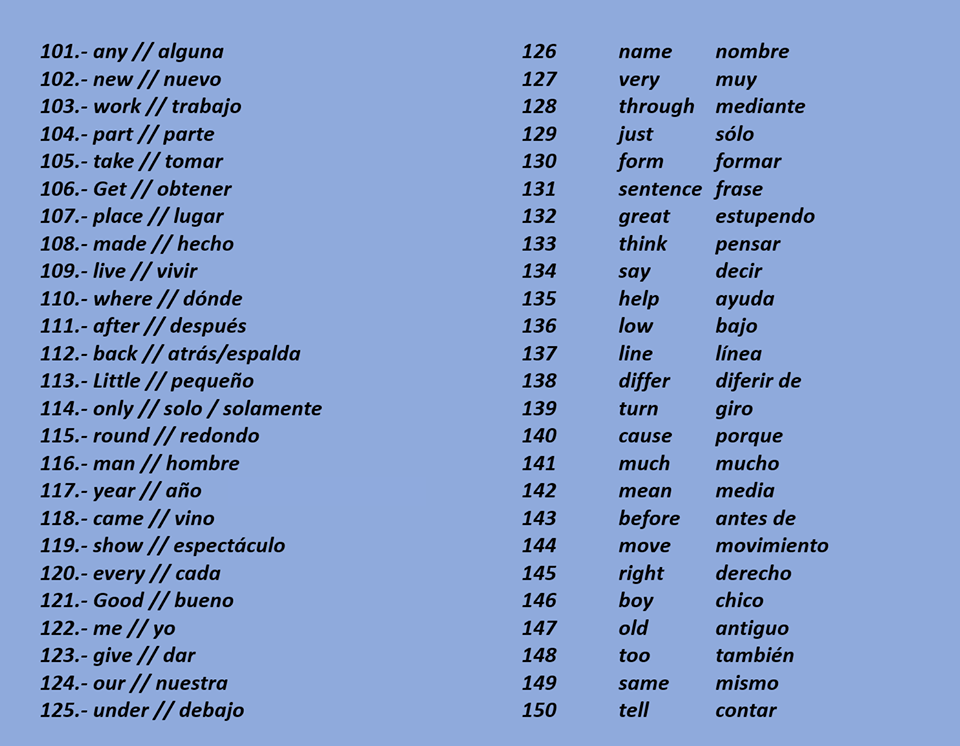 101.- any // alguna
102.- new // nuevo
103.- work // trabajo
104.- part // parte
105.- take // tomar
106.- Get // obtener
107.- place // lugar
108.- made // hecho
109.- live // vivir
110.- where // dónde
111.- after // después
112.- back // atrás/espalda
113.- Little // pequeño
114.- only // solo / solamente
115.- round // redondo
116.- man // hombre
117.- year // año
118.- came // vino
119.- show // espectáculo
120.- every // cada
121.- Good // bueno
122.- me // yo
123.- give // dar
124.- our // nuestra
125.- under // debajo
126 name nombre
127 very muy
128 through mediante
129 just sólo
130 form formar
131 sentence frase
132 great estupendo
133 think pensar
134 say decir
135 help ayuda
136 low bajo
137 line línea
138 differ diferir de
139 turn giro
140 cause porque
141 much mucho
142 mean media
143 before antes de
144 move movimiento
145 right derecho
146 boy chico
147 old antiguo
148 too también
149 same mismo
150 tell contar